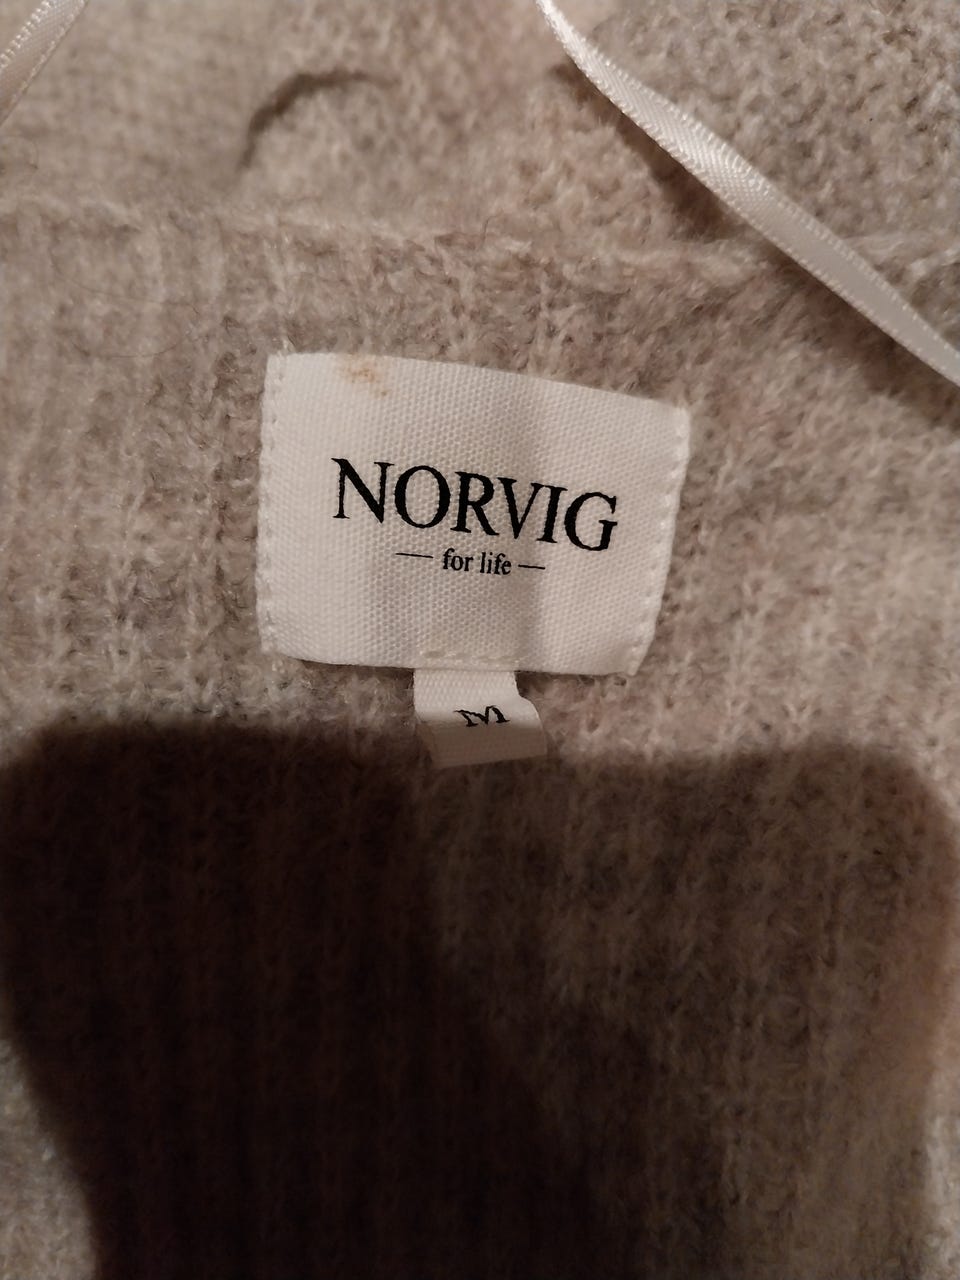 NORVIG
— for life —
M